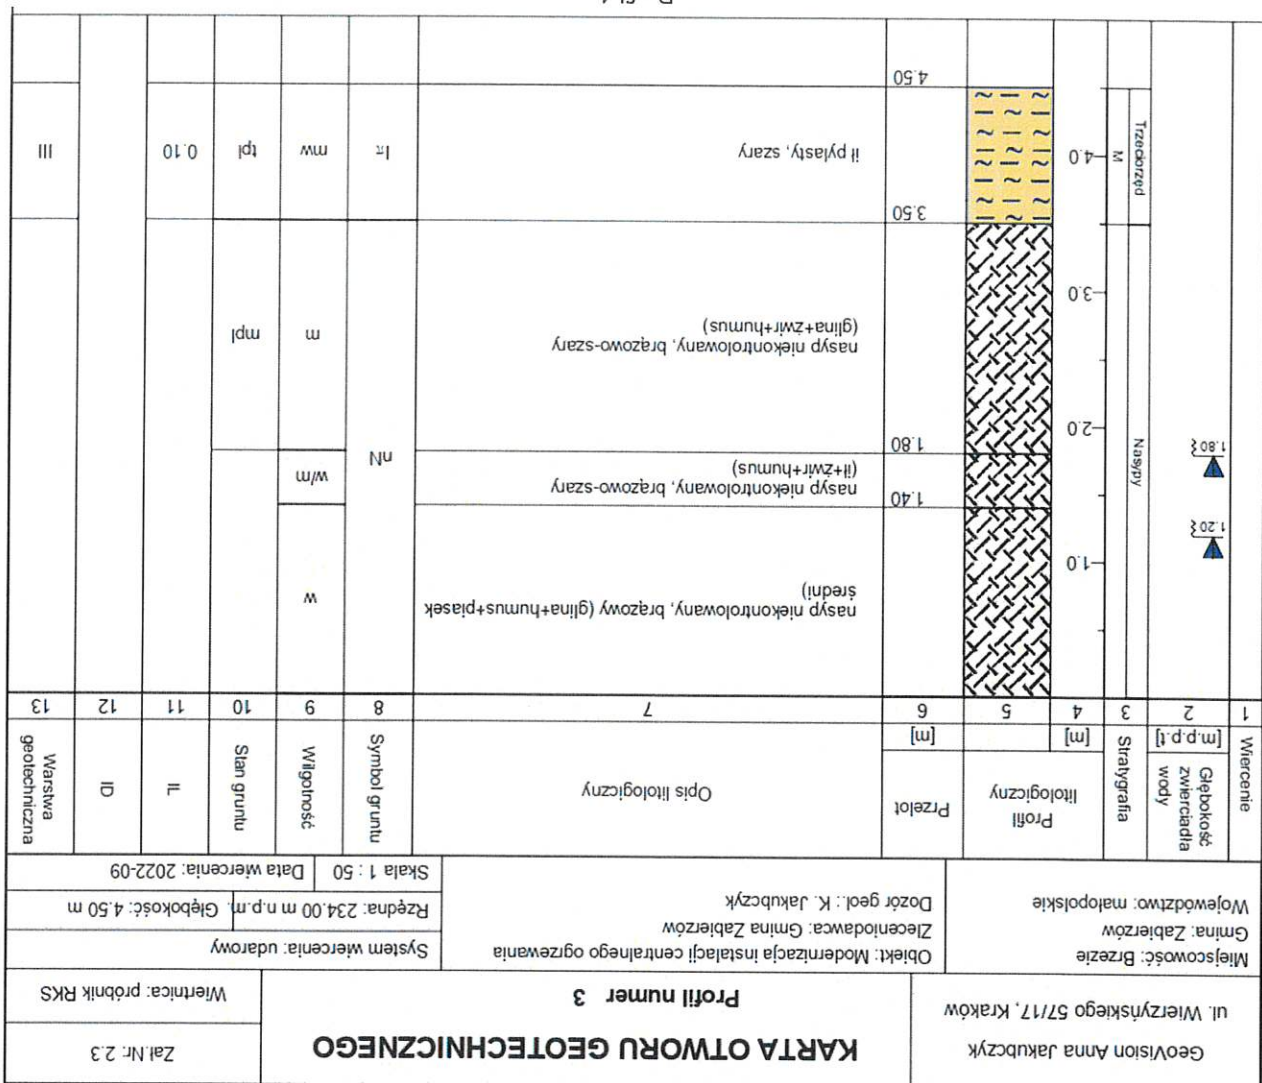 GeoVision Anna Jakubczyk
ul. Wierzyńskiego 57/17, Kraków
KARTA OTWORU GEOTECHNICZNEGO
Profil numer 3
Zał.Nr: 2.3
Wiertnica: próbnik RKS
Miejscowość: Brzezie
Gmina: Zabierzów
Województwo: małopolskie
Obiekt: Modernizacja instalacji centralnego ogrzewania
Zleceniodawca: Gmina Zabierzów
Dozór geol.: K. Jakubczyk
System wiercenia: udarowy
Rzędna: 234.00 m n.p.m.
Głębokość: 4.50 m
Skala 1 : 50
Data wiercenia: 2022-09
Wiercenie
Głębokość
zwierciadła
wody
[m.p.p.t]
Stratygrafia
Profil
litologiczny
[m]
Przelot
[m]
Opis litologiczny
Symbol gruntu
Wilgotność
Stan gruntu
IL
ID
Warstwa
geotechniczna
1
2
3
4
5
6
7
8
9
10
11
12
13
nasyp niekontrolowany, brązowy (glina+humus+piasek
średni)
w
1.0
1.20
1.40
nasyp niekontrolowany, brązowo-szary
(ił+żwir+humus)
w/m
1.80
1.80
Nasypy
nN
2.0
nasyp niekontrolowany, brązowo-szary
(glina+żwir+humus)
m
mpl
3.0
3.50
Trzeciorzęd
M
4.0
ił pylasty, szary
Iπ
mw
tpl
0.10
III
4.50